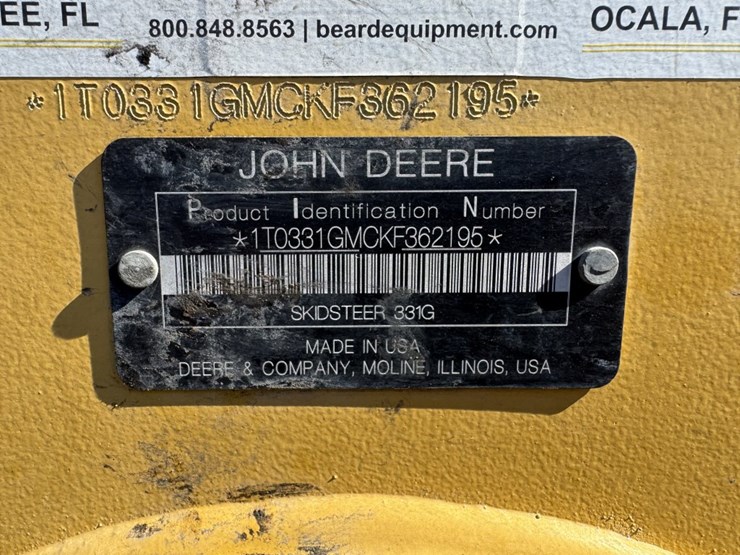 EE, FL
800.848.8563 | beardequipment.com
OCALA, F
*1T0331GMCKF362195*
JOHN DEERE
Product Identification Number
*1T0331GMCKF362195*
SKIDSTEER 331G
MADE IN USA
DEERE & COMPANY, MOLINE, ILLINOIS, USA